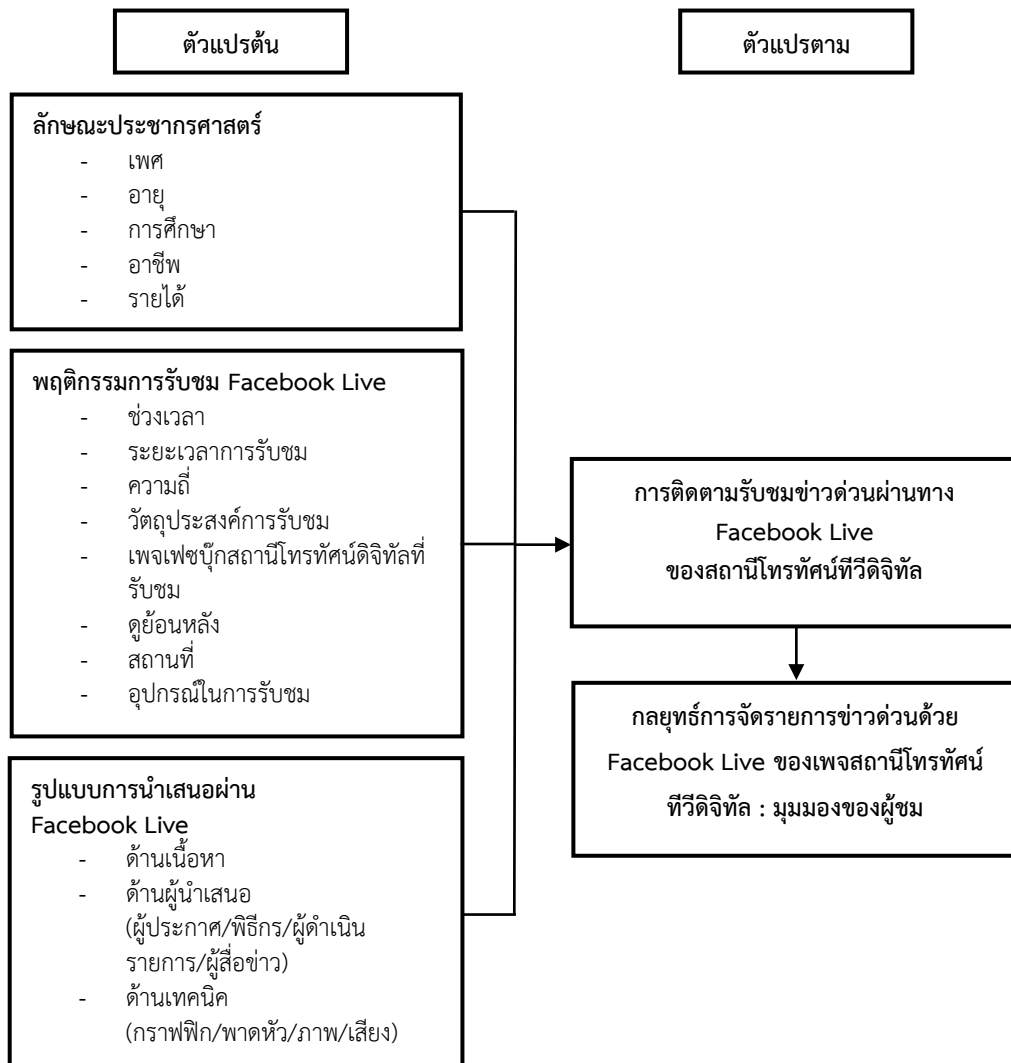 ตัวแปรต้น
ตัวแปรตาม
ลักษณะประชากรศาสตร์
- เพศ
- อายุ
- การศึกษา
- อาชีพ
- รายได้
พฤติกรรมการรับชม Facebook Live
- ช่วงเวลา
- ระยะเวลาการรับชม
- ความถี่
- วัตถุประสงค์การรับชม
- เพจเฟซบุ๊กสถานีโทรทัศน์ดิจิทัลที่
รับชม
- ดูย้อนหลัง
- สถานที่
- อุปกรณ์ในการรับชม
รูปแบบการนำเสนอผ่าน
Facebook Live
- ด้านเนื้อหา
- ด้านผู้นำเสนอ
(ผู้ประกาศ/พิธีกร/ผู้ดำเนิน
รายการ/ผู้สื่อข่าว)
- ด้านเทคนิค
(กราฟฟิก/พาดหัว/ภาพ/เสียง)
การติดตามรับชมข่าวด่วนผ่านทาง
Facebook Live
ของสถานีโทรทัศน์ทีวีดิจิทัล
กลยุทธ์การจัดรายการข่าวด่วนด้วย
Facebook Live ของเพจสถานีโทรทัศน์
ทีวีดิจิทัล : มุมมองของผู้ชม